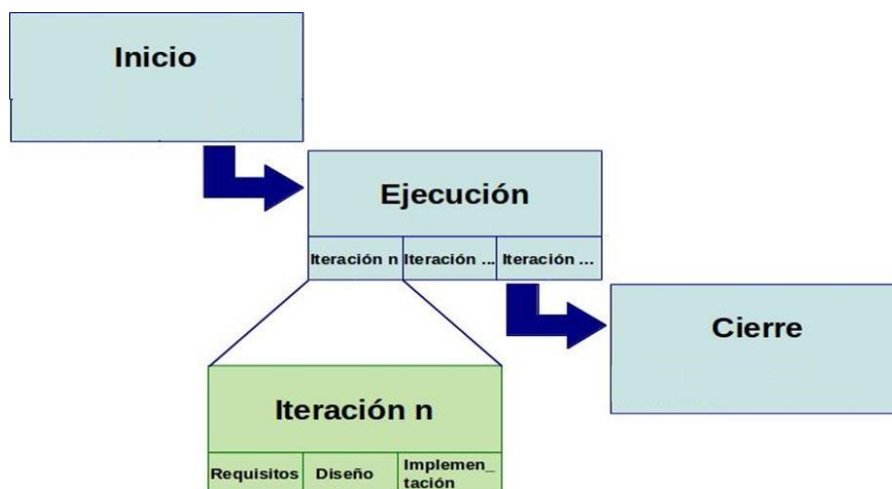 Inicio
Ejecución
Iteración n
Iteración ...
Iteración ...
Cierre
Iteración n
Requisitos
Diseño
Implemen_
tación